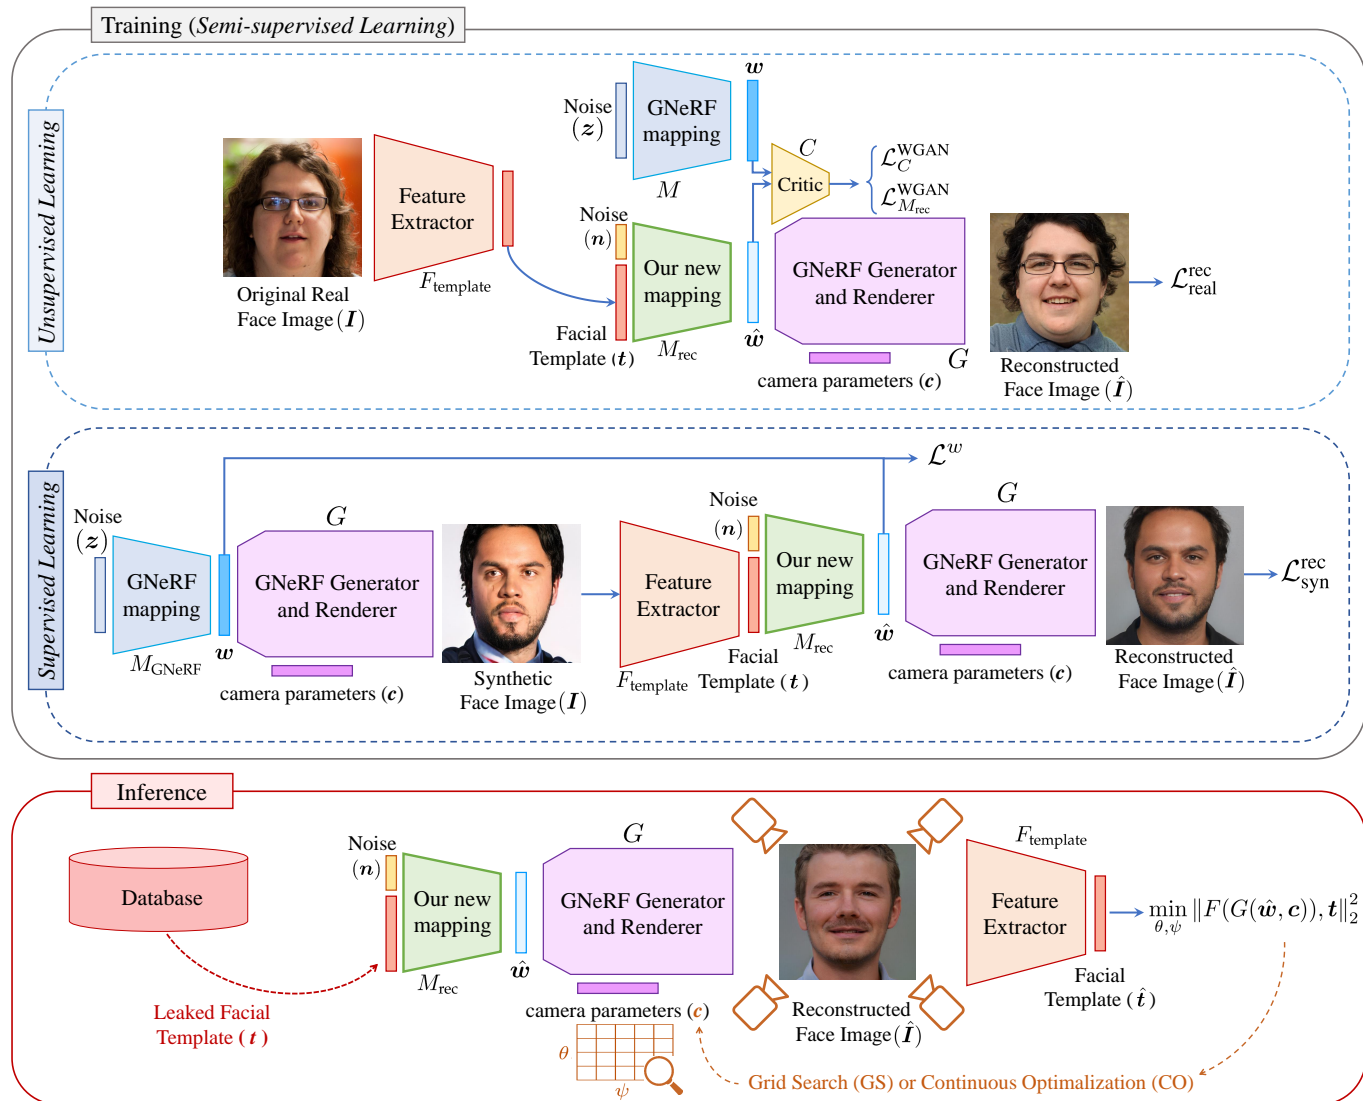 Training (Semi-supervised Learning)
Unsupervised Learning
Original Real
Face Image (I)
Feature
Extractor
F_template
Noise
(z)
GNeRF
mapping
M
w
Noise
(n)
Facial
Template (t)
Our new
mapping
M_rec
ŵ
C
Critic
ℒ_C^WGAN
ℒ_{M_rec}^WGAN
GNeRF Generator
and Renderer
G
camera parameters (c)
Reconstructed
Face Image (Î)
ℒ_real^rec
Supervised Learning
Noise
(z)
GNeRF
mapping
M_GNeRF
w
G
GNeRF Generator
and Renderer
camera parameters (c)
Synthetic
Face Image (I)
Feature
Extractor
F_template
Noise
(n)
Facial
Template (t)
Our new
mapping
M_rec
ŵ
ℒ^w
G
GNeRF Generator
and Renderer
camera parameters (c)
Reconstructed
Face Image (Î)
ℒ_syn^rec
Inference
Database
Leaked Facial
Template (t)
Noise
(n)
Our new
mapping
M_rec
ŵ
G
GNeRF Generator
and Renderer
camera parameters (c)
θ
ψ
Reconstructed
Face Image (Î)
F_template
Feature
Extractor
Facial
Template (t̂)
min_{θ,ψ} ‖F(G(ŵ, c)), t‖_2^2
Grid Search (GS) or Continuous Optimalization (CO)